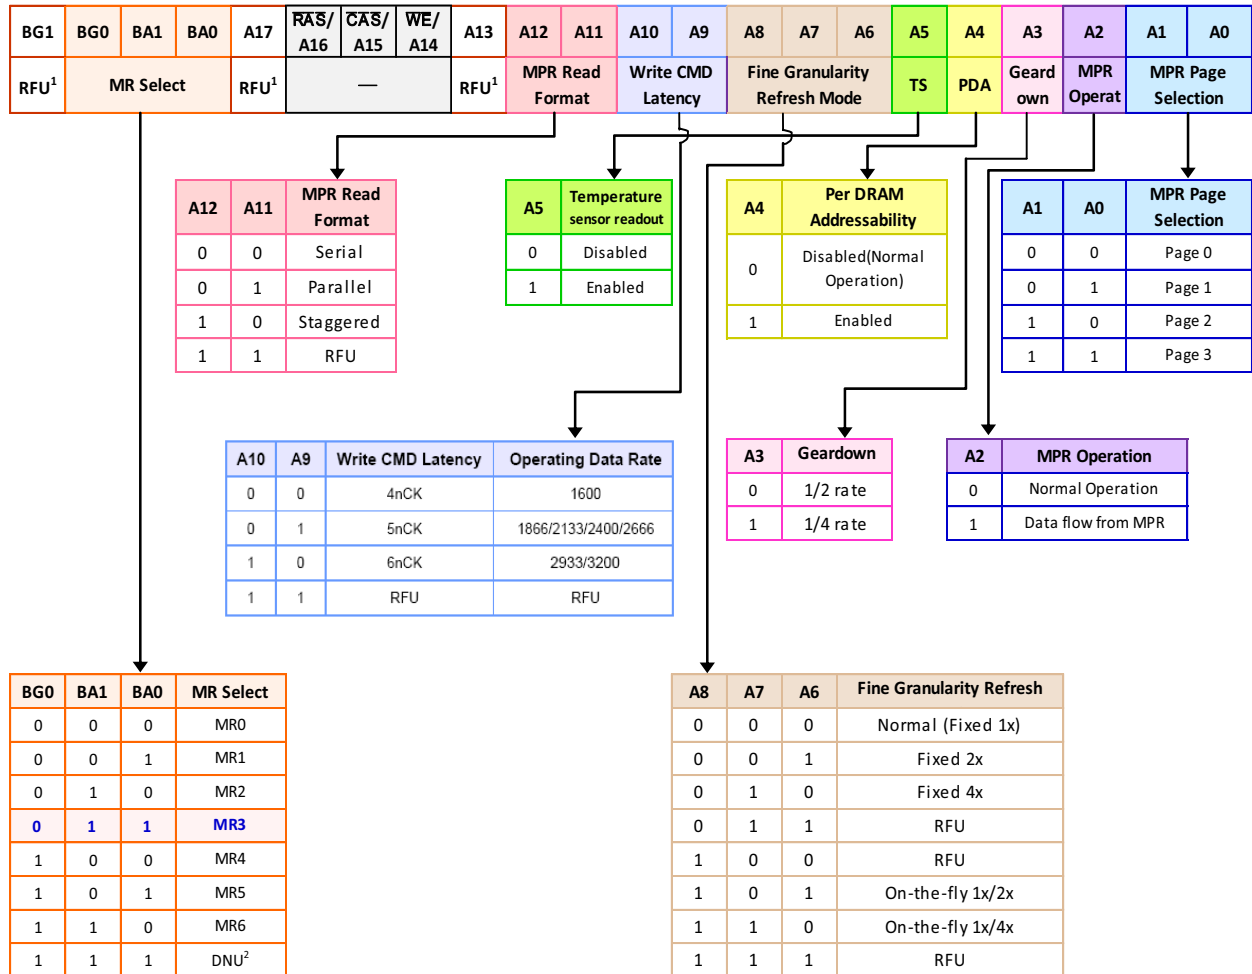 BG1 BG0 BA1 BA0 A17 RAS/ A16 CAS/ A15 WE/ A14 A13 A12 A11 A10 A9 A8 A7 A6 A5 A4 A3 A2 A1 A0
RFU1 MR Select RFU1 — RFU1 MPR Read Format Write CMD Latency Fine Granularity Refresh Mode TS PDA Geard own MPR Operat MPR Page Selection
A12 A11 MPR Read Format
0 0 Serial
0 1 Parallel
1 0 Staggered
1 1 RFU
A5 Temperature sensor readout
0 Disabled
1 Enabled
A4 Per DRAM Addressability
0 Disabled(Normal Operation)
1 Enabled
A1 A0 MPR Page Selection
0 0 Page 0
0 1 Page 1
1 0 Page 2
1 1 Page 3
A10 A9 Write CMD Latency Operating Data Rate
0 0 4nCK 1600
0 1 5nCK 1866/2133/2400/2666
1 0 6nCK 2933/3200
1 1 RFU RFU
A3 Geardown
0 1/2 rate
1 1/4 rate
A2 MPR Operation
0 Normal Operation
1 Data flow from MPR
BG0 BA1 BA0 MR Select
0 0 0 MR0
0 0 1 MR1
0 1 0 MR2
0 1 1 MR3
1 0 0 MR4
1 0 1 MR5
1 1 0 MR6
1 1 1 DNU2
A8 A7 A6 Fine Granularity Refresh
0 0 0 Normal (Fixed 1x)
0 0 1 Fixed 2x
0 1 0 Fixed 4x
0 1 1 RFU
1 0 0 RFU
1 0 1 On-the-fly 1x/2x
1 1 0 On-the-fly 1x/4x
1 1 1 RFU